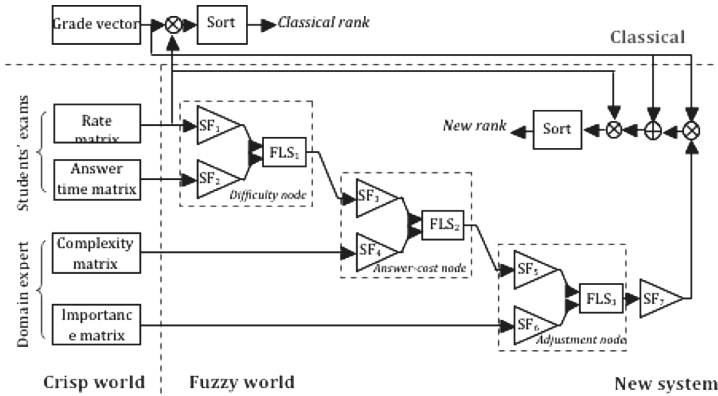 Grade vector
Sort
Classical rank
Classical
Students' exams
Rate
matrix
SF₁
New rank
Sort
FLS₁
Answer
time matrix
SF₂
Difficulty node
SF₃
FLS₂
Domain expert
Complexity
matrix
SF₄
Answer-cost node
SF₅
FLS₃
SF₇
Importanc
e matrix
SF₆
Adjustment node
Crisp world
Fuzzy world
New system